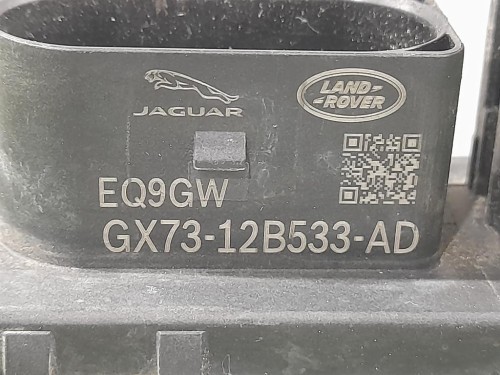 JAGUAR
LAND
ROVER
EQ9GW
GX73-12B533-AD